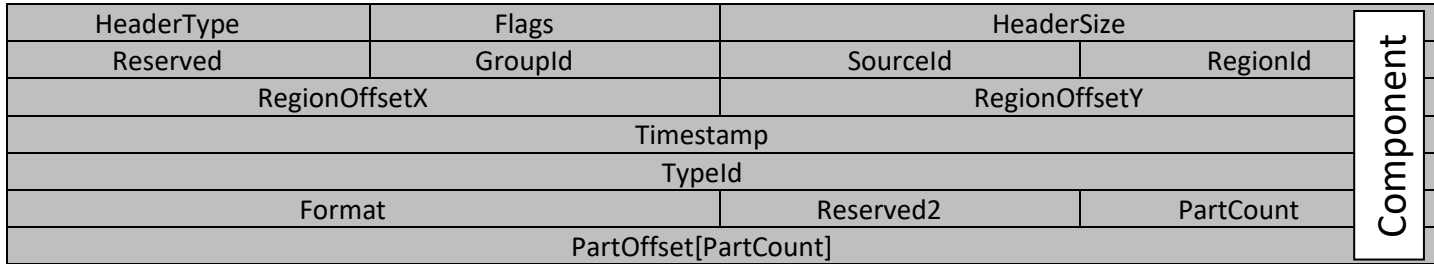 HeaderType Flags HeaderSize
Reserved GroupId SourceId RegionId
RegionOffsetX RegionOffsetY
Timestamp
TypeId
Format Reserved2 PartCount
PartOffset[PartCount]
Component